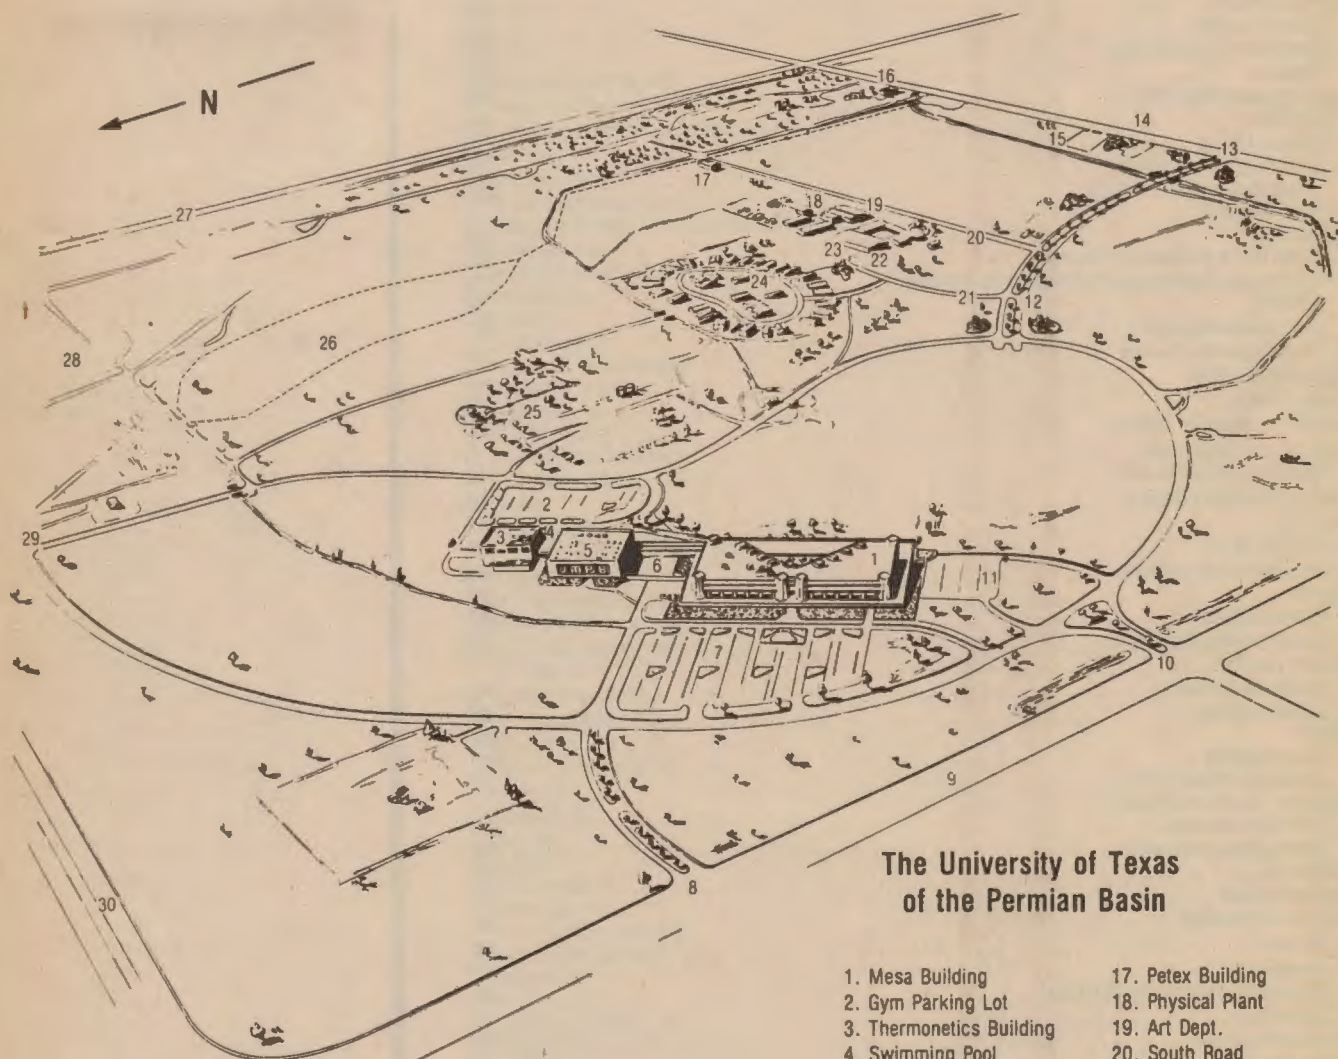 N
16
14
15
13
17
18
19
27
20
23
22
24
21
12
28
26
25
2
29
3
4
5
6
1
11
7
10
9
8
30
The University of Texas
of the Permian Basin
1. Mesa Building
2. Gym Parking Lot
3. Thermonetics Building
4. Swimming Pool
17. Petex Building
18. Physical Plant
19. Art Dept.
20. South Road